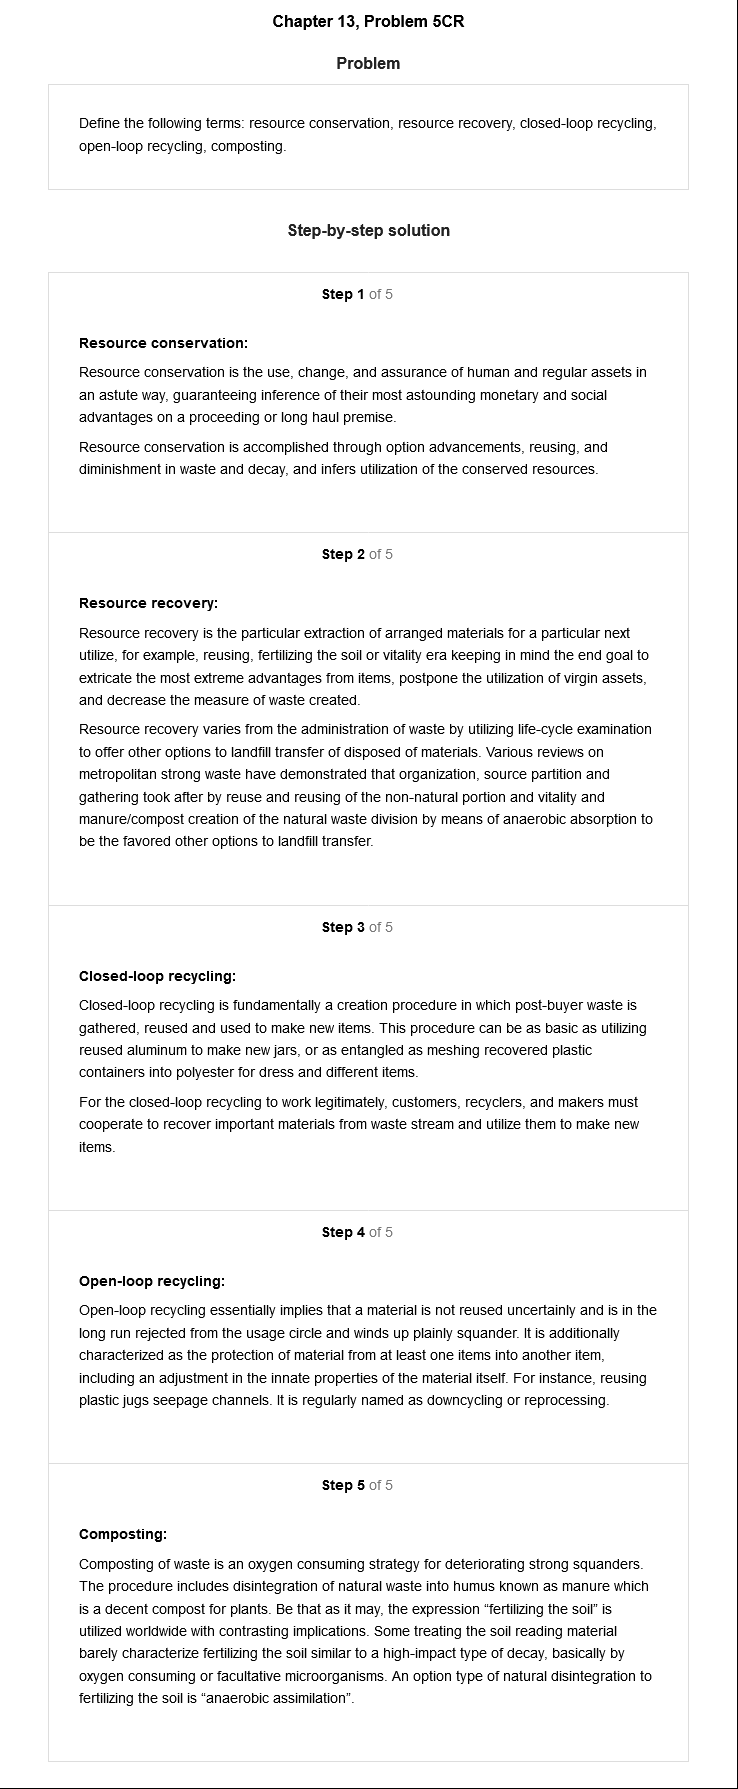 Chapter 13, Problem 5CR
Problem
Define the following terms: resource conservation, resource recovery, closed-loop recycling,
open-loop recycling, composting.
Step-by-step solution
Step 1 of 5
Resource conservation:
Resource conservation is the use, change, and assurance of human and regular assets in
an astute way, guaranteeing inference of their most astounding monetary and social
advantages on a proceeding or long haul premise.
Resource conservation is accomplished through option advancements, reusing, and
diminishment in waste and decay, and infers utilization of the conserved resources.
Step 2 of 5
Resource recovery:
Resource recovery is the particular extraction of arranged materials for a particular next
utilize, for example, reusing, fertilizing the soil or vitality era keeping in mind the end goal to
extricate the most extreme advantages from items, postpone the utilization of virgin assets,
and decrease the measure of waste created.
Resource recovery varies from the administration of waste by utilizing life-cycle examination
to offer other options to landfill transfer of disposed of materials. Various reviews on
metropolitan strong waste have demonstrated that organization, source partition and
gathering took after by reuse and reusing of the non-natural portion and vitality and
manure/compost creation of the natural waste division by means of anaerobic absorption to
be the favored other options to landfill transfer.
Step 3 of 5
Closed-loop recycling:
Closed-loop recycling is fundamentally a creation procedure in which post-buyer waste is
gathered, reused and used to make new items. This procedure can be as basic as utilizing
reused aluminum to make new jars, or as entangled as meshing recovered plastic
containers into polyester for dress and different items.
For the closed-loop recycling to work legitimately, customers, recyclers, and makers must
cooperate to recover important materials from waste stream and utilize them to make new
items.
Step 4 of 5
Open-loop recycling:
Open-loop recycling essentially implies that a material is not reused uncertainly and is in the
long run rejected from the usage circle and winds up plainly squander. It is additionally
characterized as the protection of material from at least one items into another item,
including an adjustment in the innate properties of the material itself. For instance, reusing
plastic jugs seepage channels. It is regularly named as downcycling or reprocessing.
Step 5 of 5
Composting:
Composting of waste is an oxygen consuming strategy for deteriorating strong squanders.
The procedure includes disintegration of natural waste into humus known as manure which
is a decent compost for plants. Be that as it may, the expression “fertilizing the soil” is
utilized worldwide with contrasting implications. Some treating the soil reading material
barely characterize fertilizing the soil similar to a high-impact type of decay, basically by
oxygen consuming or facultative microorganisms. An option type of natural disintegration to
fertilizing the soil is “anaerobic assimilation”.